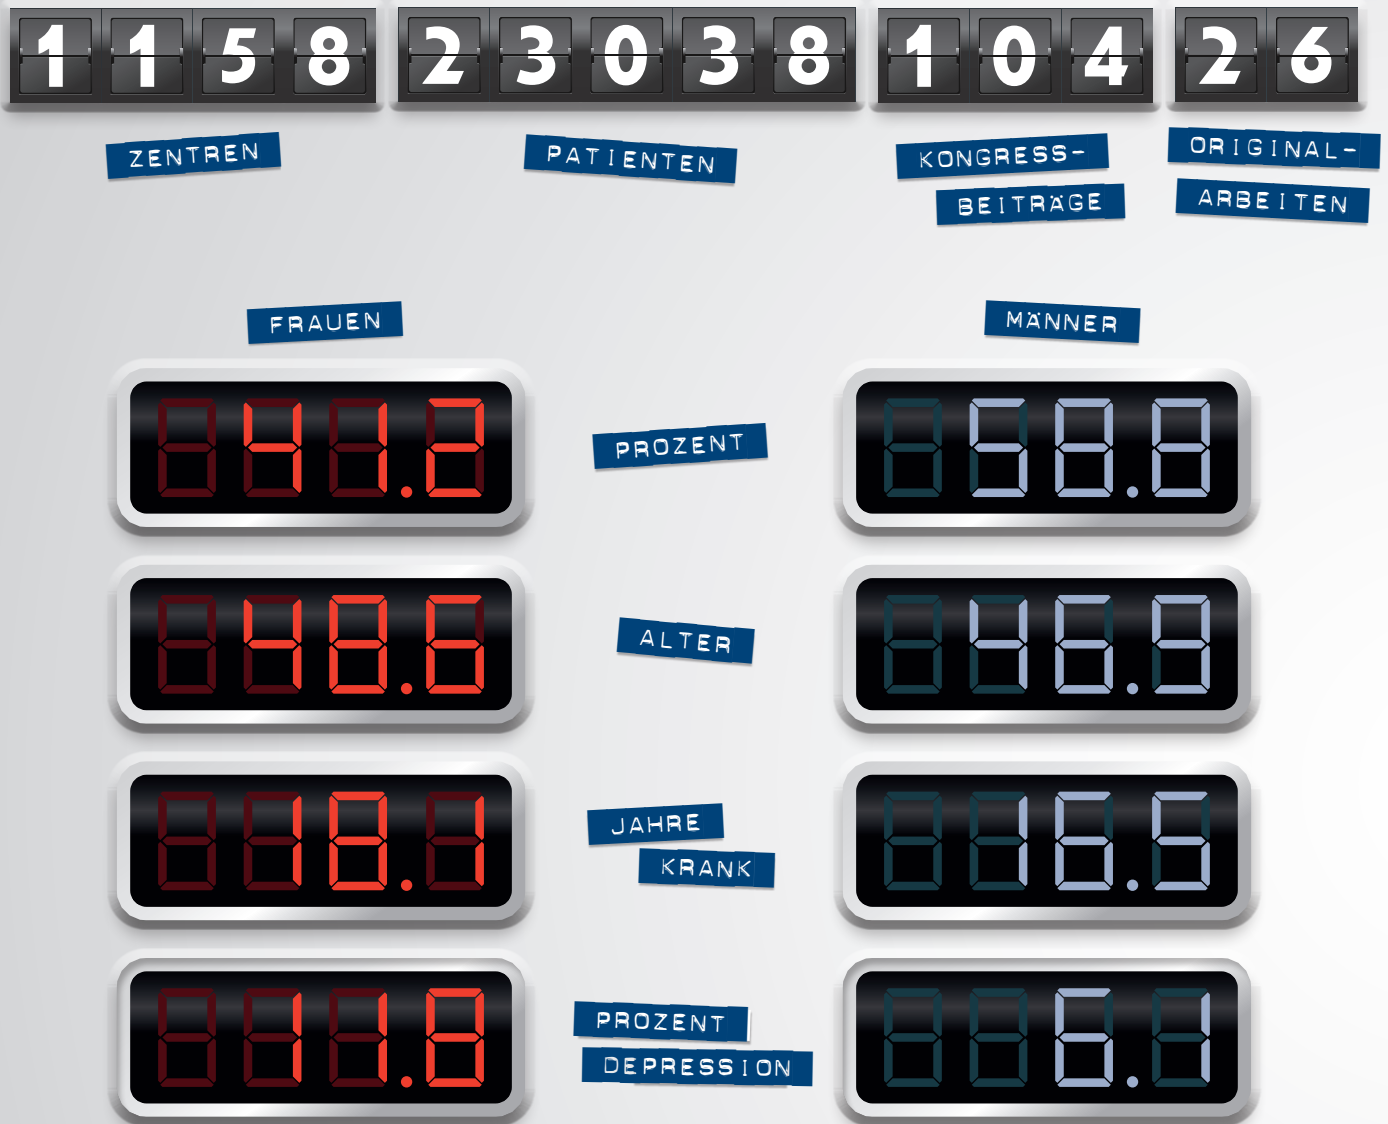 1158 23038 104 26
ZENTREN PATIENTEN KONGRESS-BEITRÄGE ORIGINAL-ARBEITEN
FRAUEN MÄNNER
41.2 PROZENT 58.8
48.6 ALTER 46.9
18.1 JAHRE KRANK 16.5
11.8 PROZENT DEPRESSION 6.1